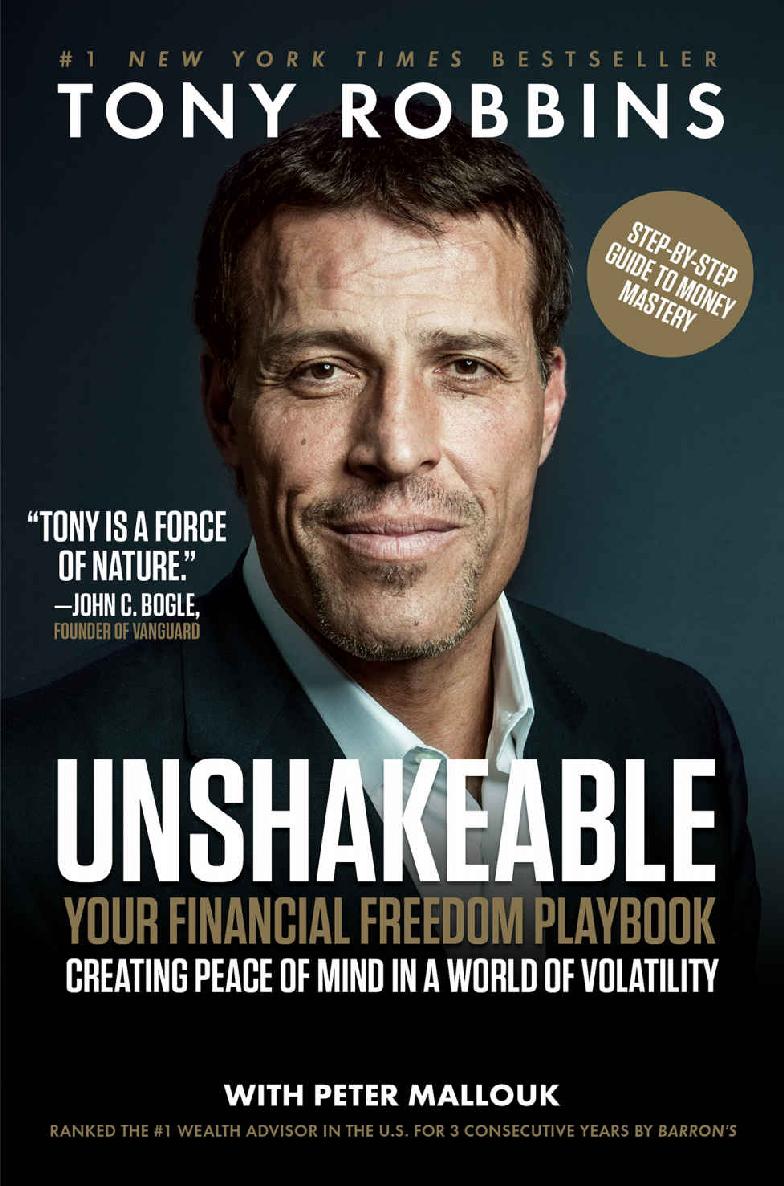 #1 NEW YORK TIMES BESTSELLER
TONY ROBBINS
STEP-BY-STEP
GUIDE TO MONEY
MASTERY
“TONY IS A FORCE
OF NATURE.”
—JOHN C. BOGLE,
FOUNDER OF VANGUARD
UNSHAKEABLE
YOUR FINANCIAL FREEDOM PLAYBOOK
CREATING PEACE OF MIND IN A WORLD OF VOLATILITY
WITH PETER MALLOUK
RANKED THE #1 WEALTH ADVISOR IN THE U.S. FOR 3 CONSECUTIVE YEARS BY BARRON'S